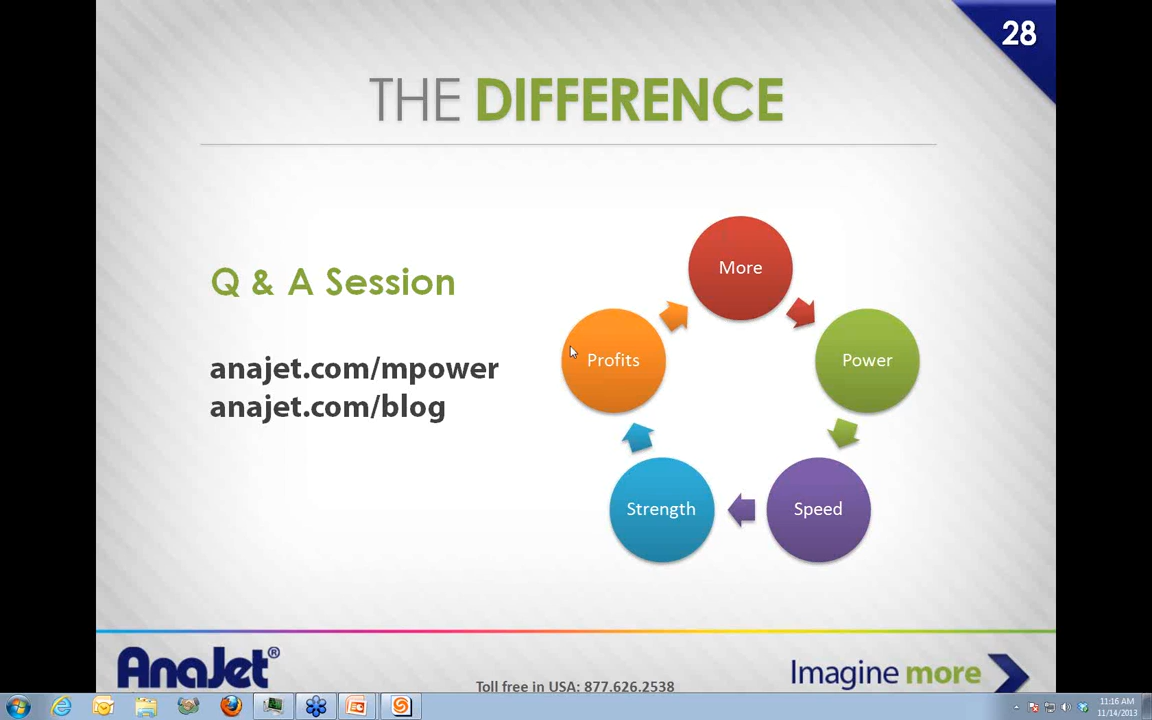 28
THE DIFFERENCE
Q & A Session
anajet.com/mpower
anajet.com/blog
More
Power
Speed
Strength
Profits
AnaJet®
Toll free in USA: 877.626.2538
Imagine more
11:16 AM
11/14/2013